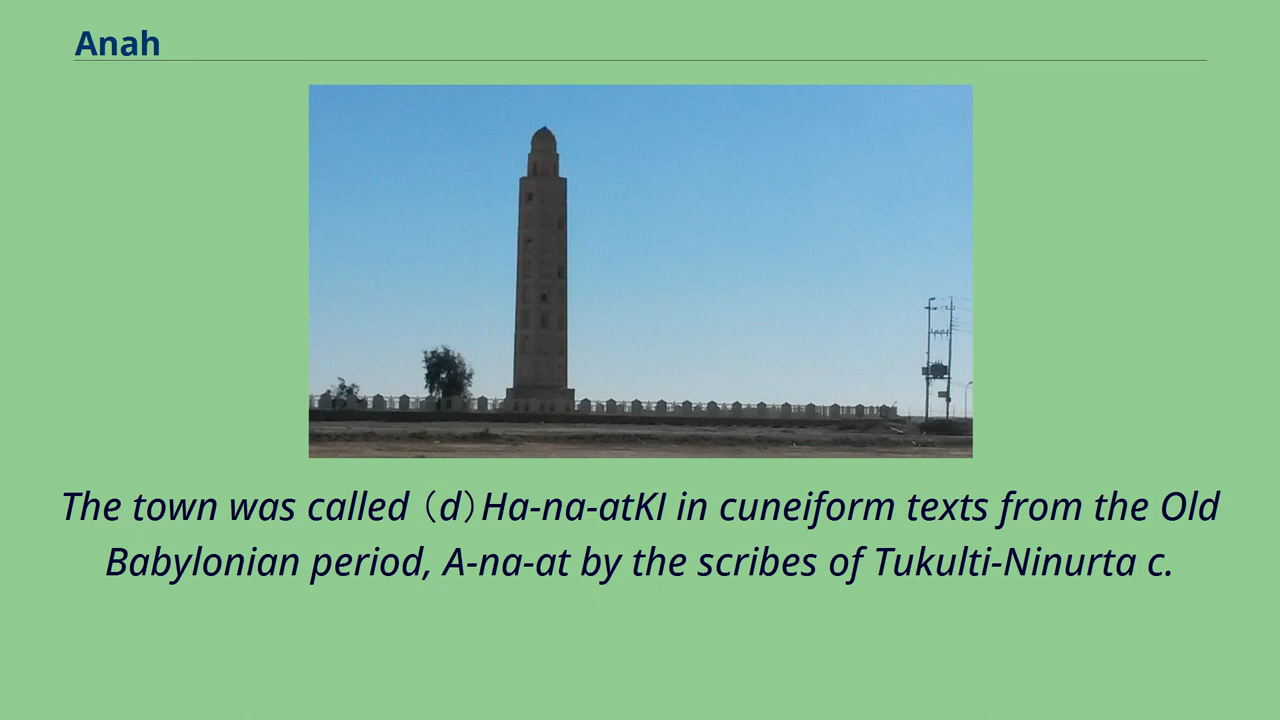 Anah
The town was called（d）Ha-na-atKI in cuneiform texts from the Old
Babylonian period, A-na-at by the scribes of Tukulti-Ninurta c.